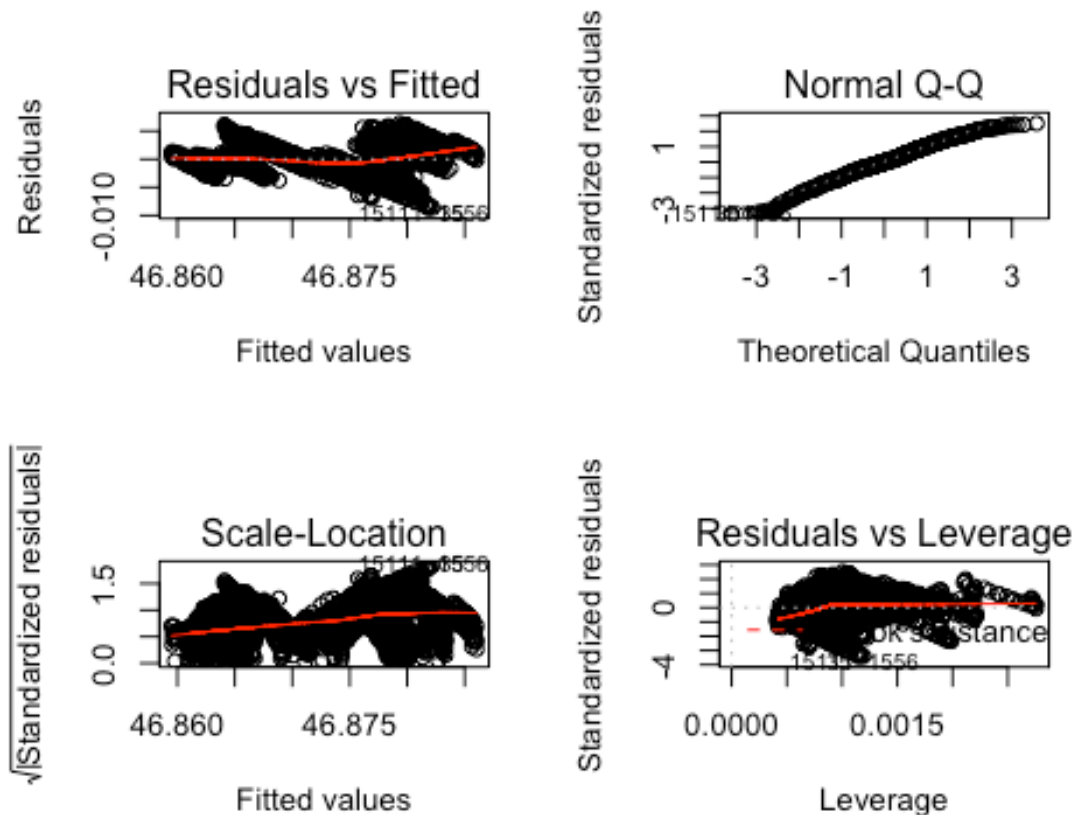 Residuals vs Fitted
Residuals
-0.010
46.860 46.875
Fitted values
Normal Q-Q
Standardized residuals
1
-3
-3 -1 1 3
Theoretical Quantiles
Scale-Location
√|Standardized residuals|
1.5
0.0
46.860 46.875
Fitted values
Residuals vs Leverage
Standardized residuals
0
-4
0.0000 0.0015
Leverage